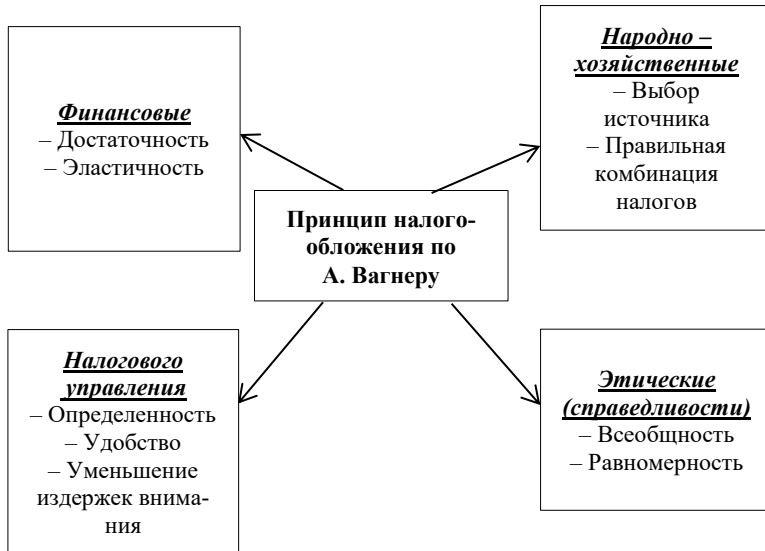 Финансовые
– Достаточность
– Эластичность
Народно –
хозяйственные
– Выбор
источника
– Правильная
комбинация
налогов
Принцип налого-
обложения по
А. Вагнеру
Налогового
управления
– Определенность
– Удобство
– Уменьшение
издержек внима-
ния
Этические
(справедливости)
– Всеобщность
– Равномерность